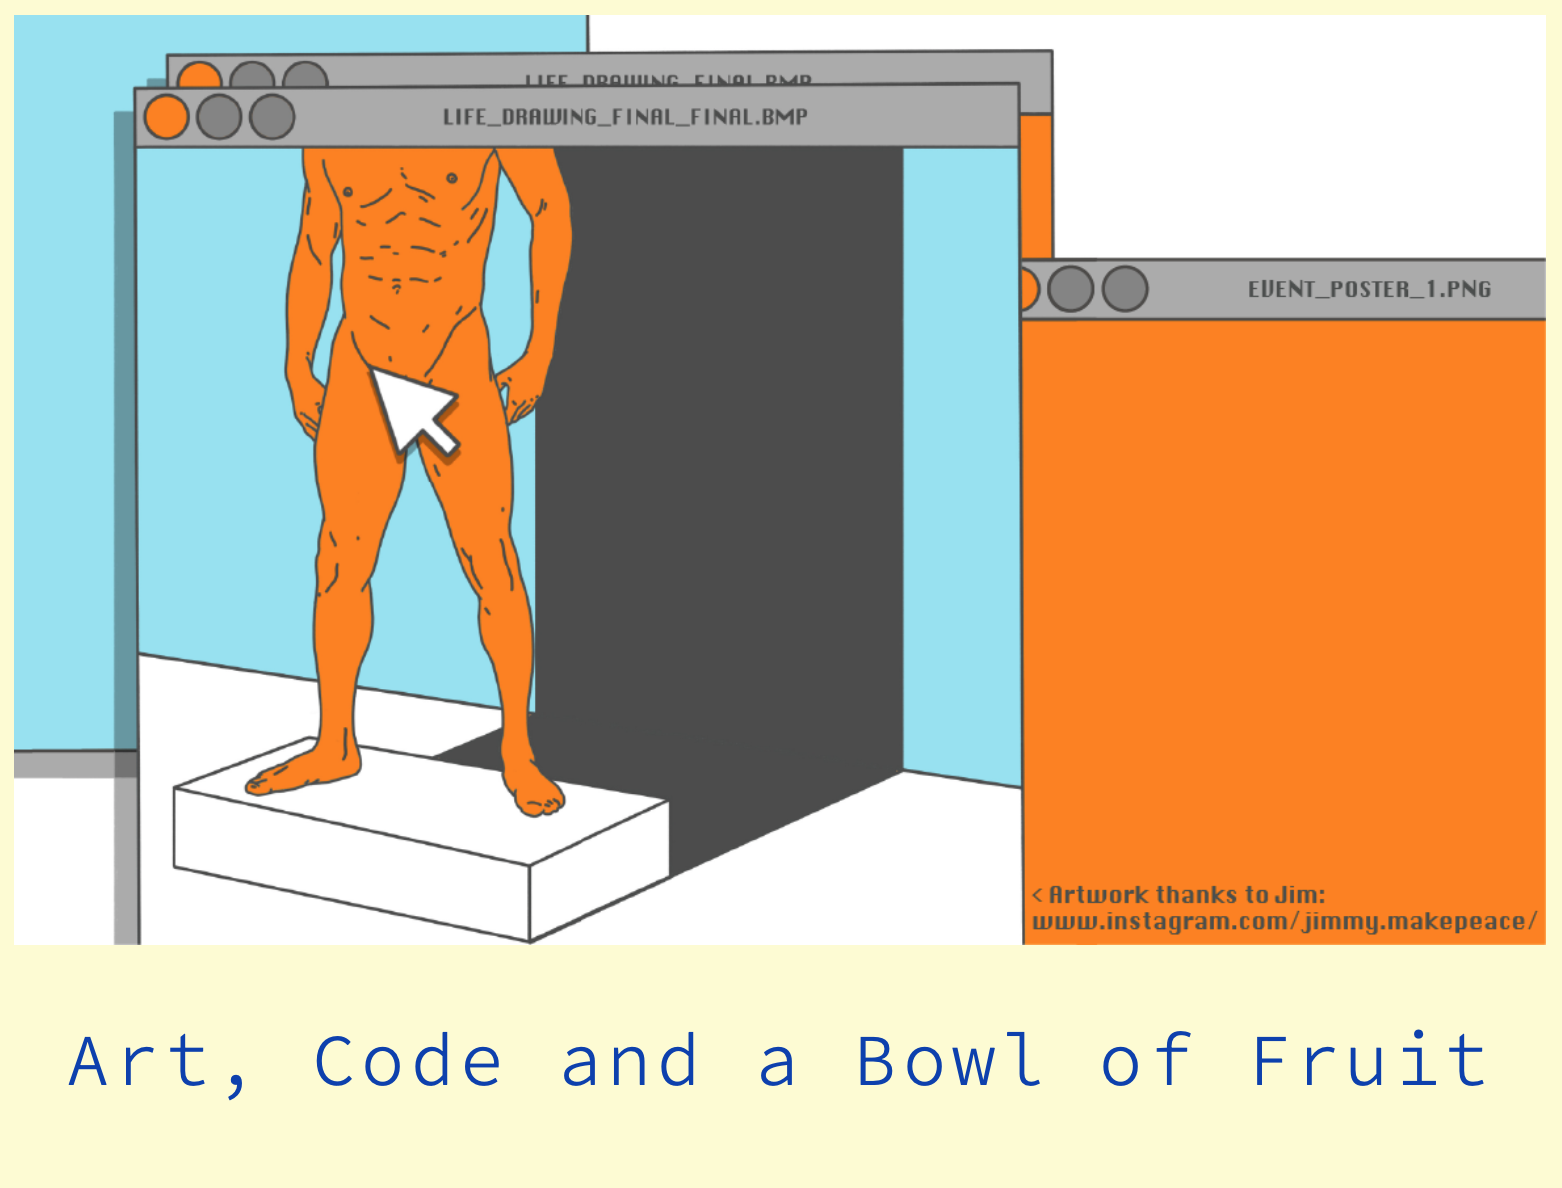 LIFE_DRAWING_FINAL.BMP
LIFE_DRAWING_FINAL_FINAL.BMP
EVENT_POSTER_1.PNG
< Artwork thanks to Jim:
www.instagram.com/jimmy.makepeace/
Art, Code and a Bowl of Fruit